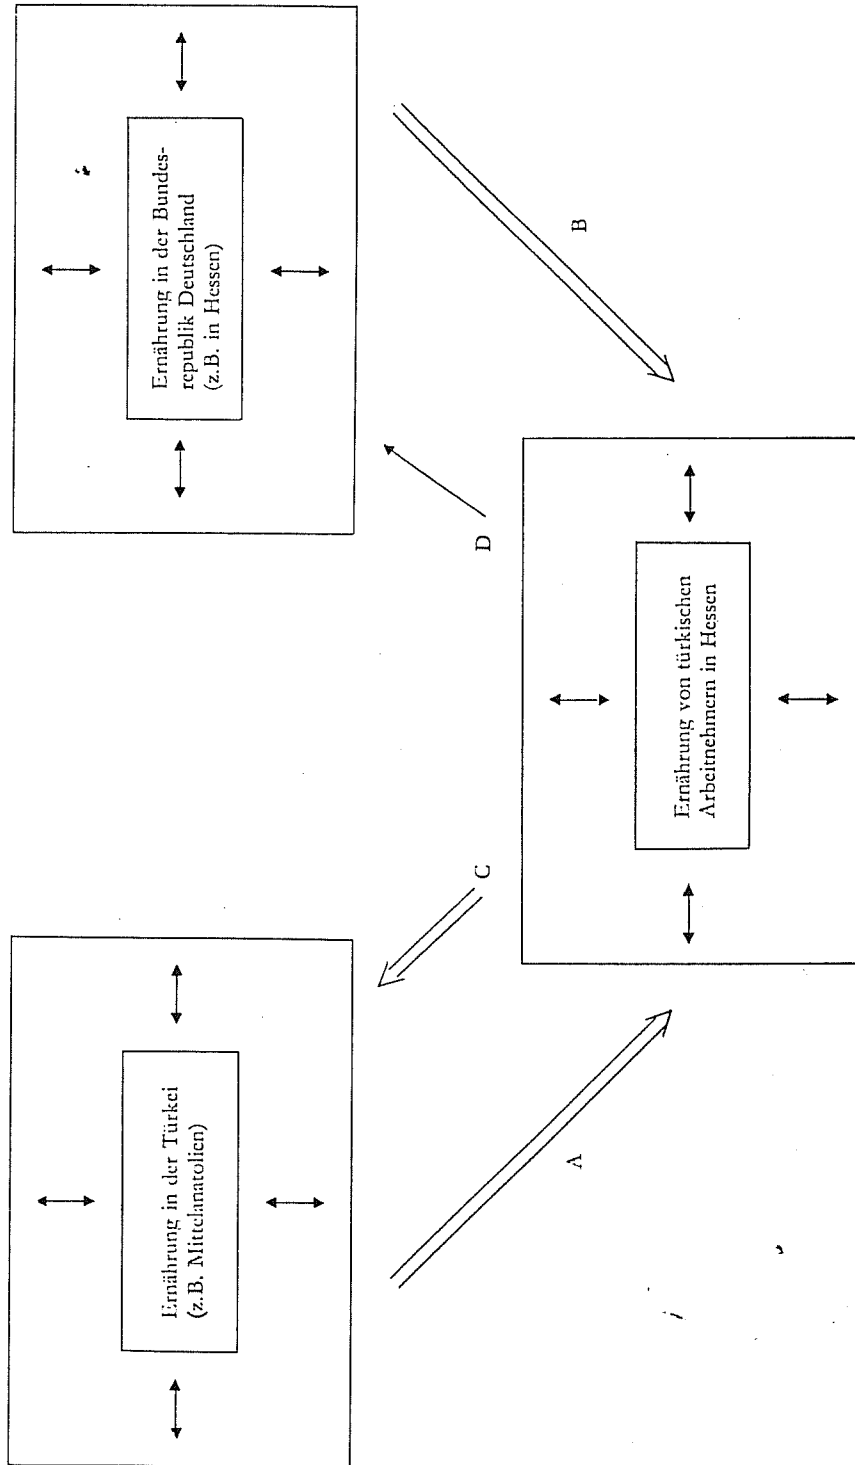 Ernährung in der Türkei
(z.B. Mittelanatolien)
Ernährung in der Bundes-
republik Deutschland
(z.B. in Hessen)
C
D
A
B
Ernährung von türkischen
Arbeitnehmern in Hessen